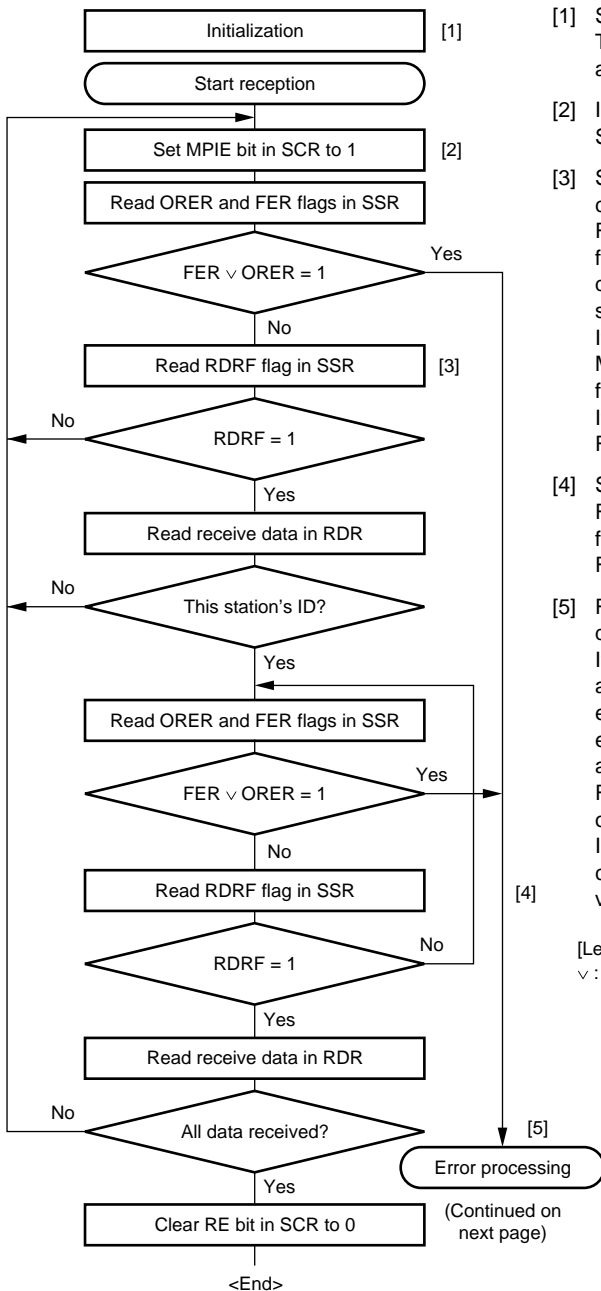 Initialization
[1]
Start reception
Set MPIE bit in SCR to 1
[2]
Read ORER and FER flags in SSR
FER ∨ ORER = 1
Yes
No
Read RDRF flag in SSR
[3]
RDRF = 1
No
Yes
Read receive data in RDR
This station's ID?
No
Yes
Read ORER and FER flags in SSR
FER ∨ ORER = 1
Yes
No
Read RDRF flag in SSR
[4]
RDRF = 1
No
Yes
Read receive data in RDR
All data received?
No
Yes
[5]
Error processing
(Continued on
next page)
Clear RE bit in SCR to 0
<End>
[1]
[2]
[3]
[4]
[5]
∨ :